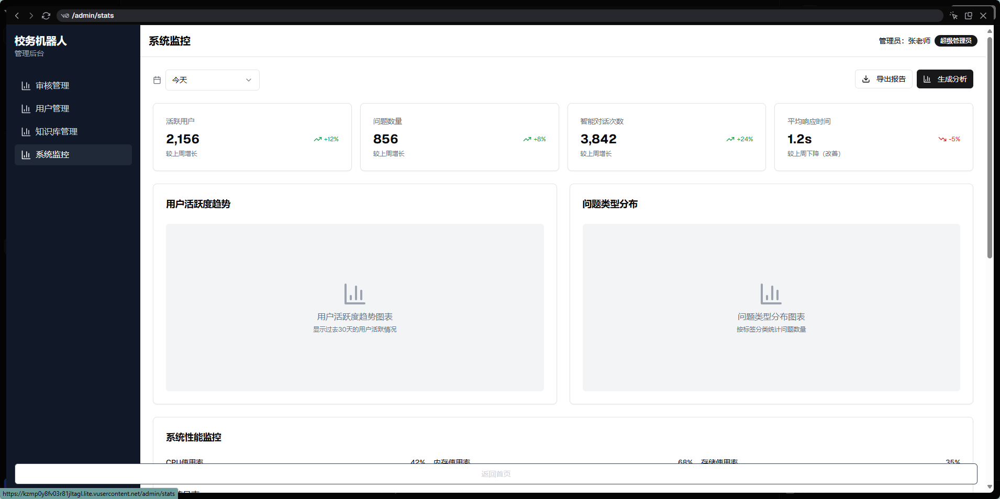 v0 /admin/stats
校务机器人
管理后台
审核管理
用户管理
知识库管理
系统监控
系统监控
管理员：张老师 超级管理员
今天
导出报告
生成分析
活跃用户
2,156
+12%
较上周增长
问题数量
856
+8%
较上周增长
智能对话次数
3,842
+24%
较上周增长
平均响应时间
1.2s
-5%
较上周下降（改善）
用户活跃度趋势
用户活跃度趋势图表
显示过去30天的用户活跃情况
问题类型分布
问题类型分布图表
按标签分类统计问题数量
系统性能监控
CPU使用率 42%
内存使用率 68%
存储使用率 35%
返回首页
https://kzmp0y8fv03r81jltagl.lite.vusercontent.net/admin/stats